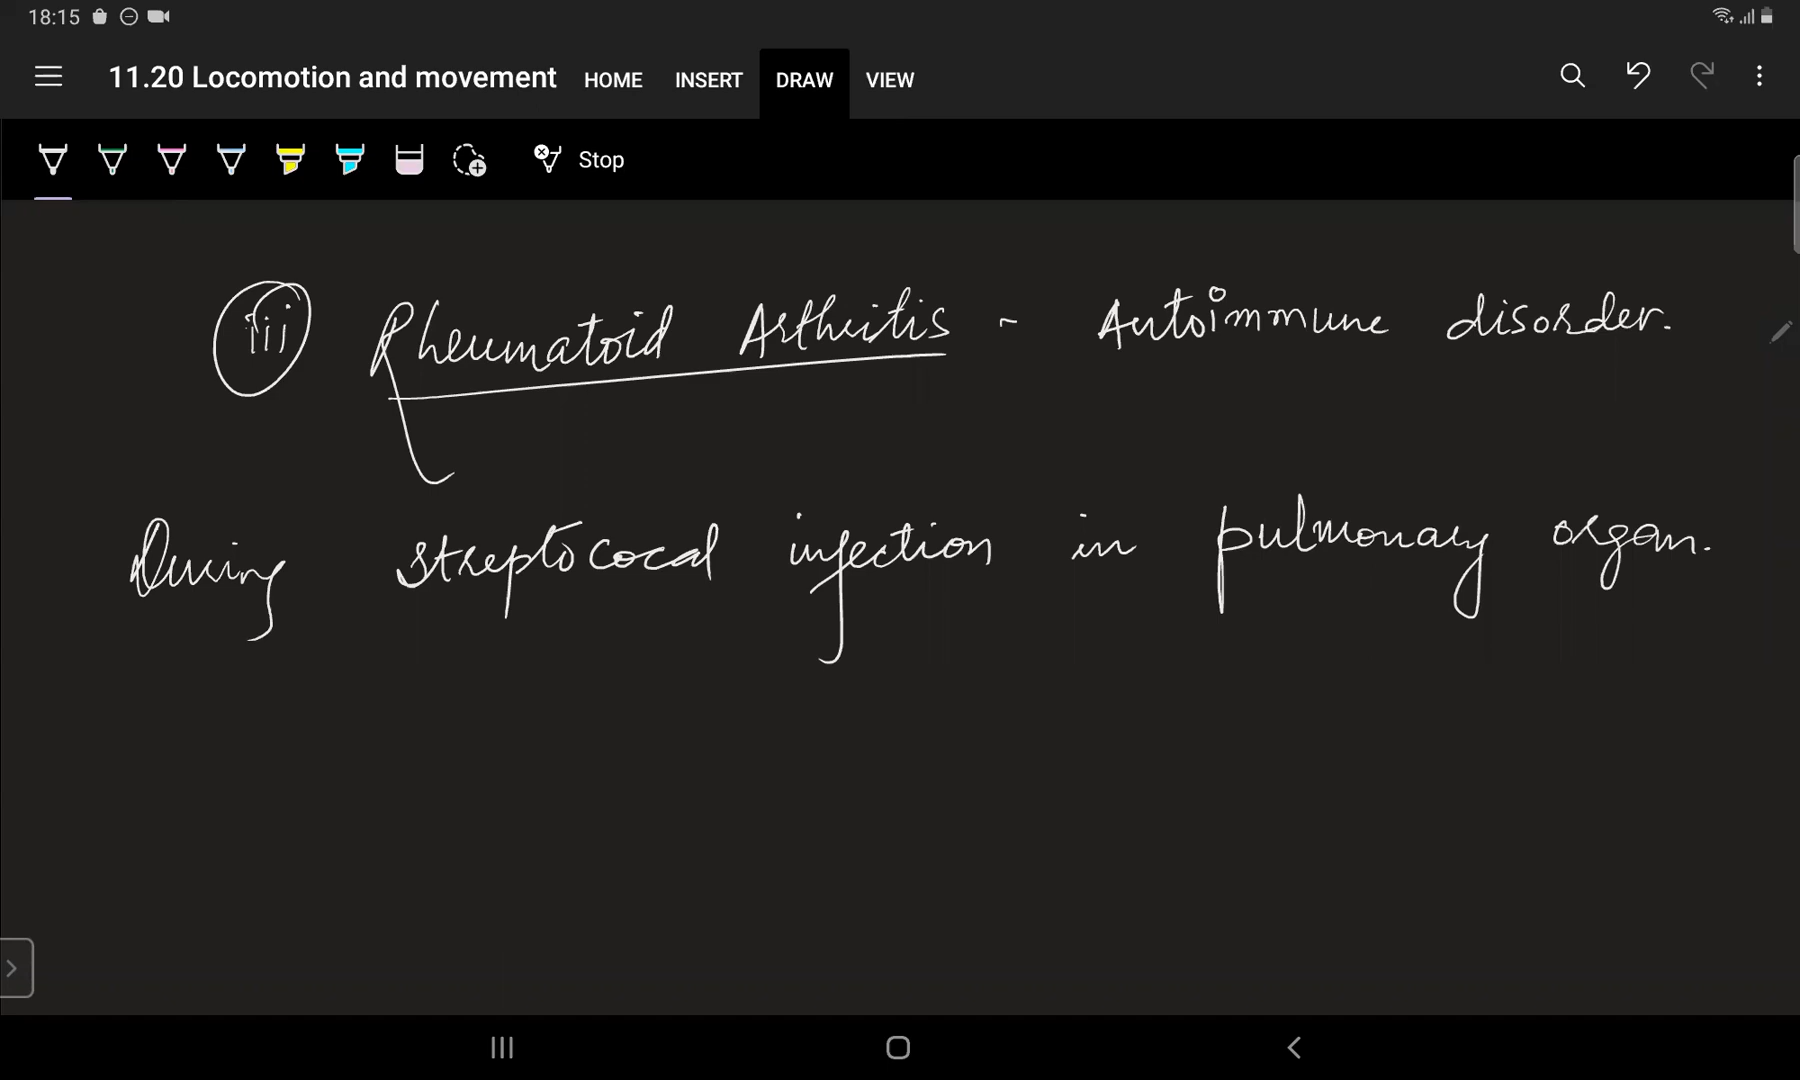 18:15
11.20 Locomotion and movement HOME INSERT DRAW VIEW
Stop
iii Rheumatoid Arthritis - Autoimmune disorder.
During streptococal infection in pulmonary organ.